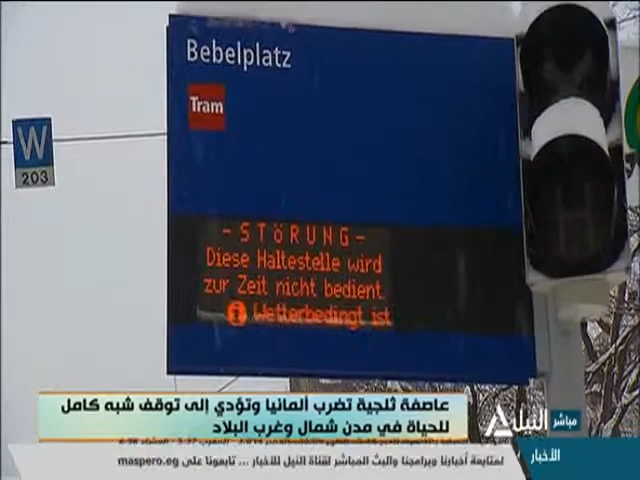 Bebelplatz
Tram
W
203
-STöRUNG-
Diese Haltestelle wird
zur Zeit nicht bedient.
i Wetterbedingt ist
عاصفة ثلجية تضرب ألمانيا وتؤدي إلى توقف شبه كامل
للحياة في مدن شمال وغرب البلاد
النيل مباشر
الأخبار
لمتابعة أخبارنا وبرامجنا والبث المباشر لقناة النيل للأخبار ... تابعونا على maspero.eg